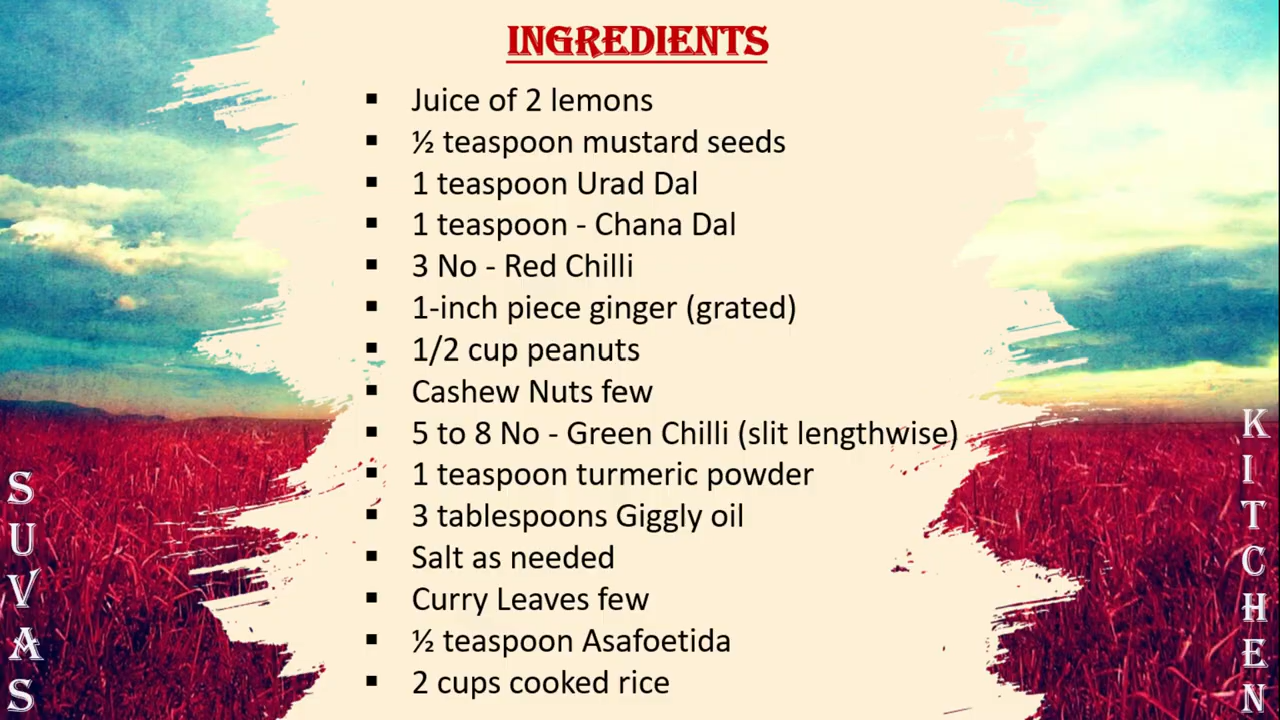 INGREDIENTS
▪ Juice of 2 lemons
▪ ½ teaspoon mustard seeds
▪ 1 teaspoon Urad Dal
▪ 1 teaspoon - Chana Dal
▪ 3 No - Red Chilli
▪ 1-inch piece ginger (grated)
▪ 1/2 cup peanuts
▪ Cashew Nuts few
▪ 5 to 8 No - Green Chilli (slit lengthwise)
▪ 1 teaspoon turmeric powder
▪ 3 tablespoons Giggly oil
▪ Salt as needed
▪ Curry Leaves few
▪ ½ teaspoon Asafoetida
▪ 2 cups cooked rice
SUVAS
KITCHEN